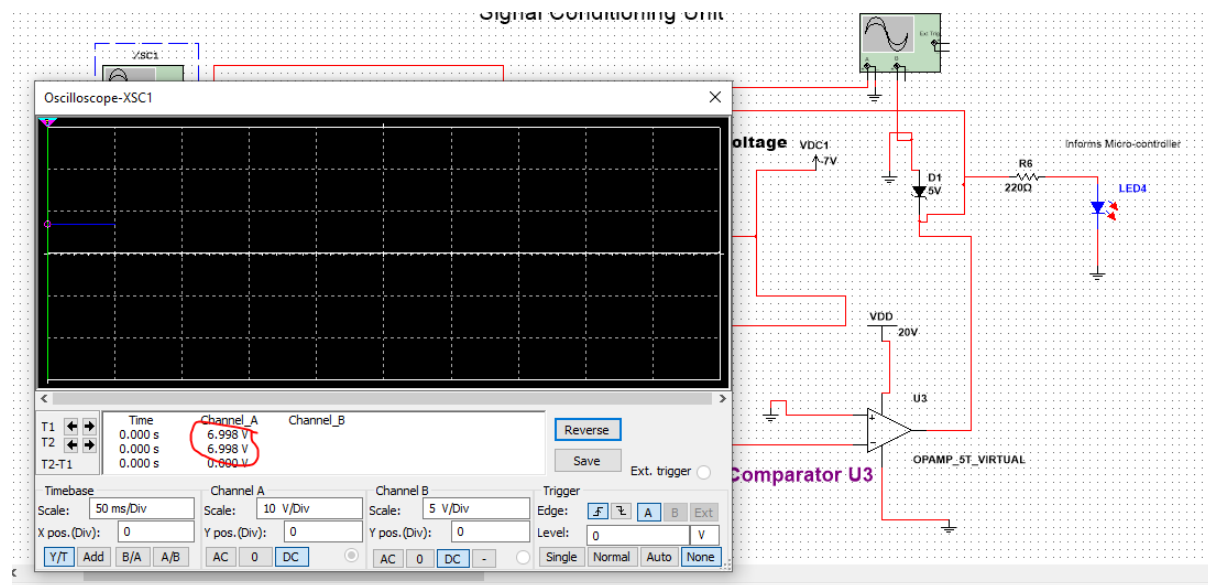 Signal Conditioning Unit
XSC1
Ext Trig
A
B
Oscilloscope-XSC1
oltage
VDC1
-7V
D1
5V
R6
220Ω
Informs Micro-controller
LED4
VDD
20V
U3
OPAMP_5T_VIRTUAL
Comparator U3
T1
T2
T2-T1
Time Channel_A Channel_B
0.000 s 6.998 V
0.000 s 6.998 V
0.000 s 0.000 V
Reverse
Save
Ext. trigger
Timebase
Scale: 50 ms/Div
X pos.(Div): 0
Y/T Add B/A A/B
Channel A
Scale: 10 V/Div
Y pos.(Div): 0
AC 0 DC
Channel B
Scale: 5 V/Div
Y pos.(Div): 0
AC 0 DC -
Trigger
Edge: A B Ext
Level: 0 V
Single Normal Auto None